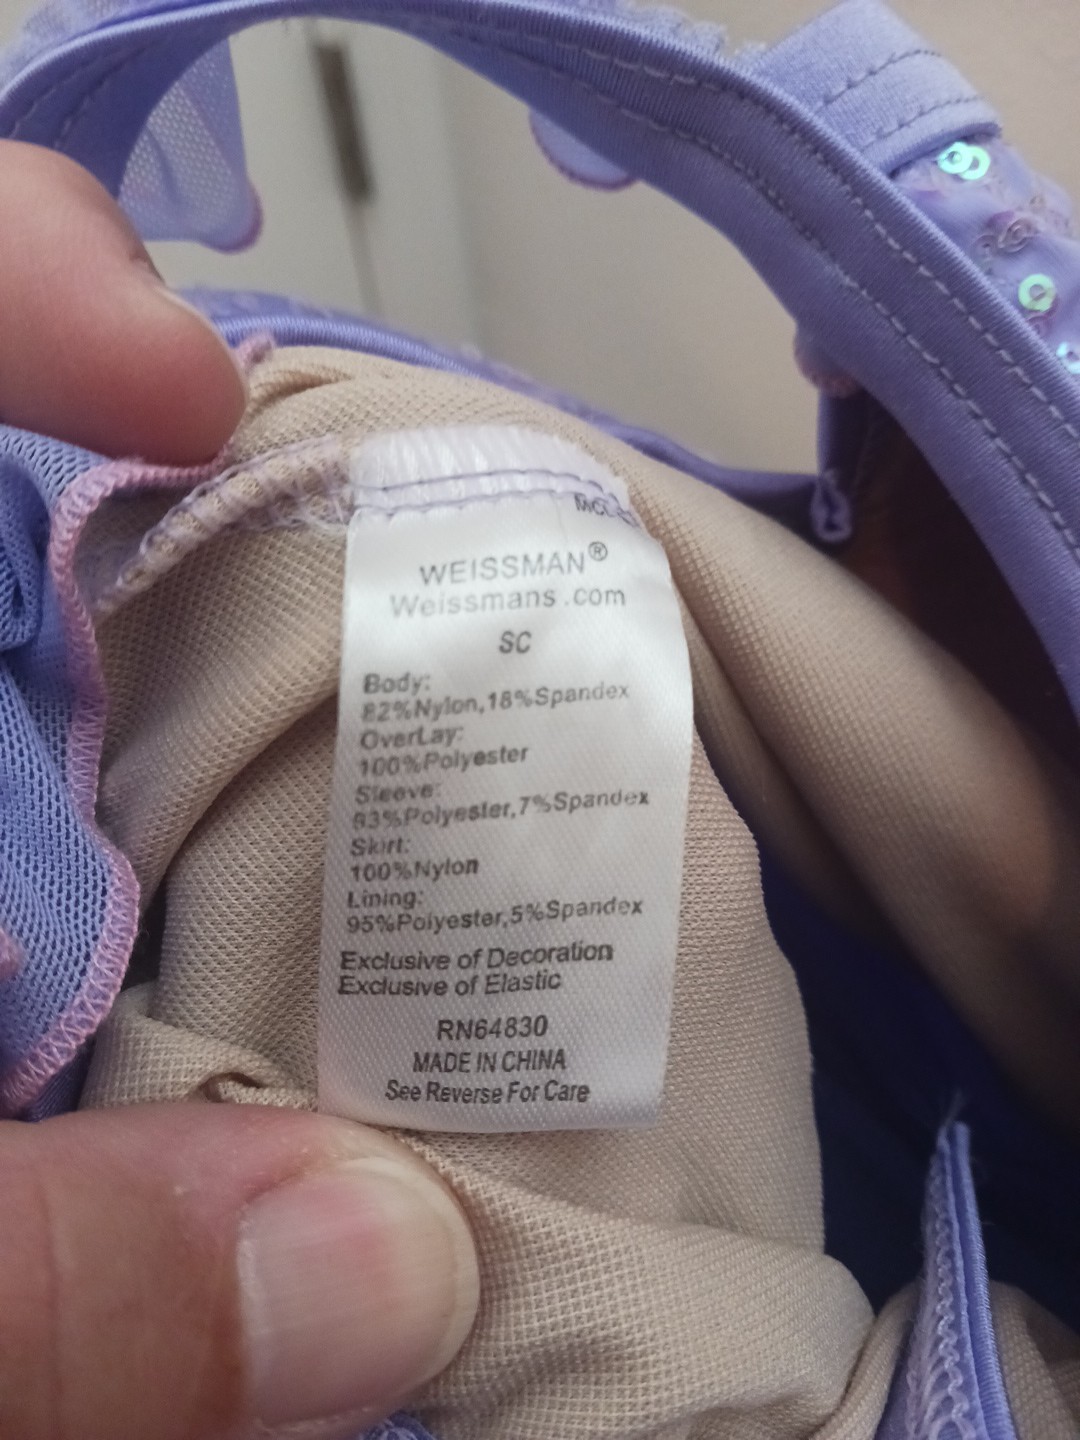 WEISSMAN®
Weissmans.com
SC
Body:
82%Nylon,18%Spandex
OverLay:
100%Polyester
Sleeve:
93%Polyester,7%Spandex
Skirt:
100%Nylon
Lining:
95%Polyester,5%Spandex
Exclusive of Decoration
Exclusive of Elastic
RN64830
MADE IN CHINA
See Reverse For Care